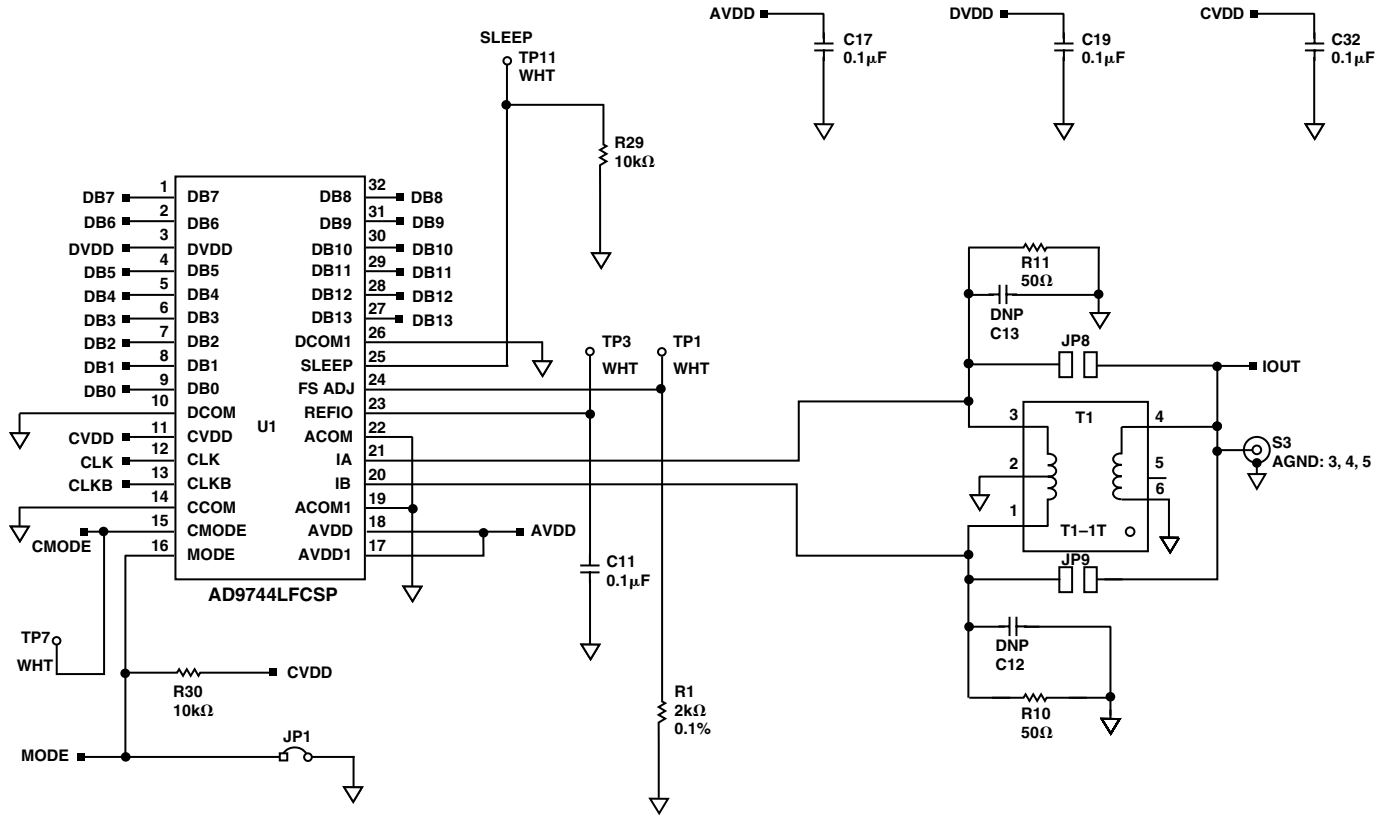 AVDD
C17
0.1µF
DVDD
C19
0.1µF
CVDD
C32
0.1µF
SLEEP
TP11
WHT
R29
10kΩ
DB7 1 DB7 DB8 32 DB8
DB6 2 DB6 DB9 31 DB9
DVDD 3 DVDD DB10 30 DB10
DB5 4 DB5 DB11 29 DB11
DB4 5 DB4 DB12 28 DB12
DB3 6 DB3 DB13 27 DB13
DB2 7 DB2 DCOM1 26
DB1 8 DB1 SLEEP 25
DB0 9 DB0 FS ADJ 24
10 DCOM REFIO 23
U1
CVDD 11 CVDD ACOM 22
CLK 12 CLK IA 21
CLKB 13 CLKB IB 20
14 CCOM ACOM1 19
CMODE 15 CMODE AVDD 18 AVDD
16 MODE AVDD1 17
AD9744LFCSP
TP3
WHT
TP1
WHT
C11
0.1µF
R1
2kΩ
0.1%
TP7
WHT
R30
10kΩ
CVDD
MODE
JP1
R11
50Ω
DNP
C13
JP8
IOUT
3 T1 4
2 5
6
1
T1–1T
S3
AGND: 3, 4, 5
JP9
DNP
C12
R10
50Ω